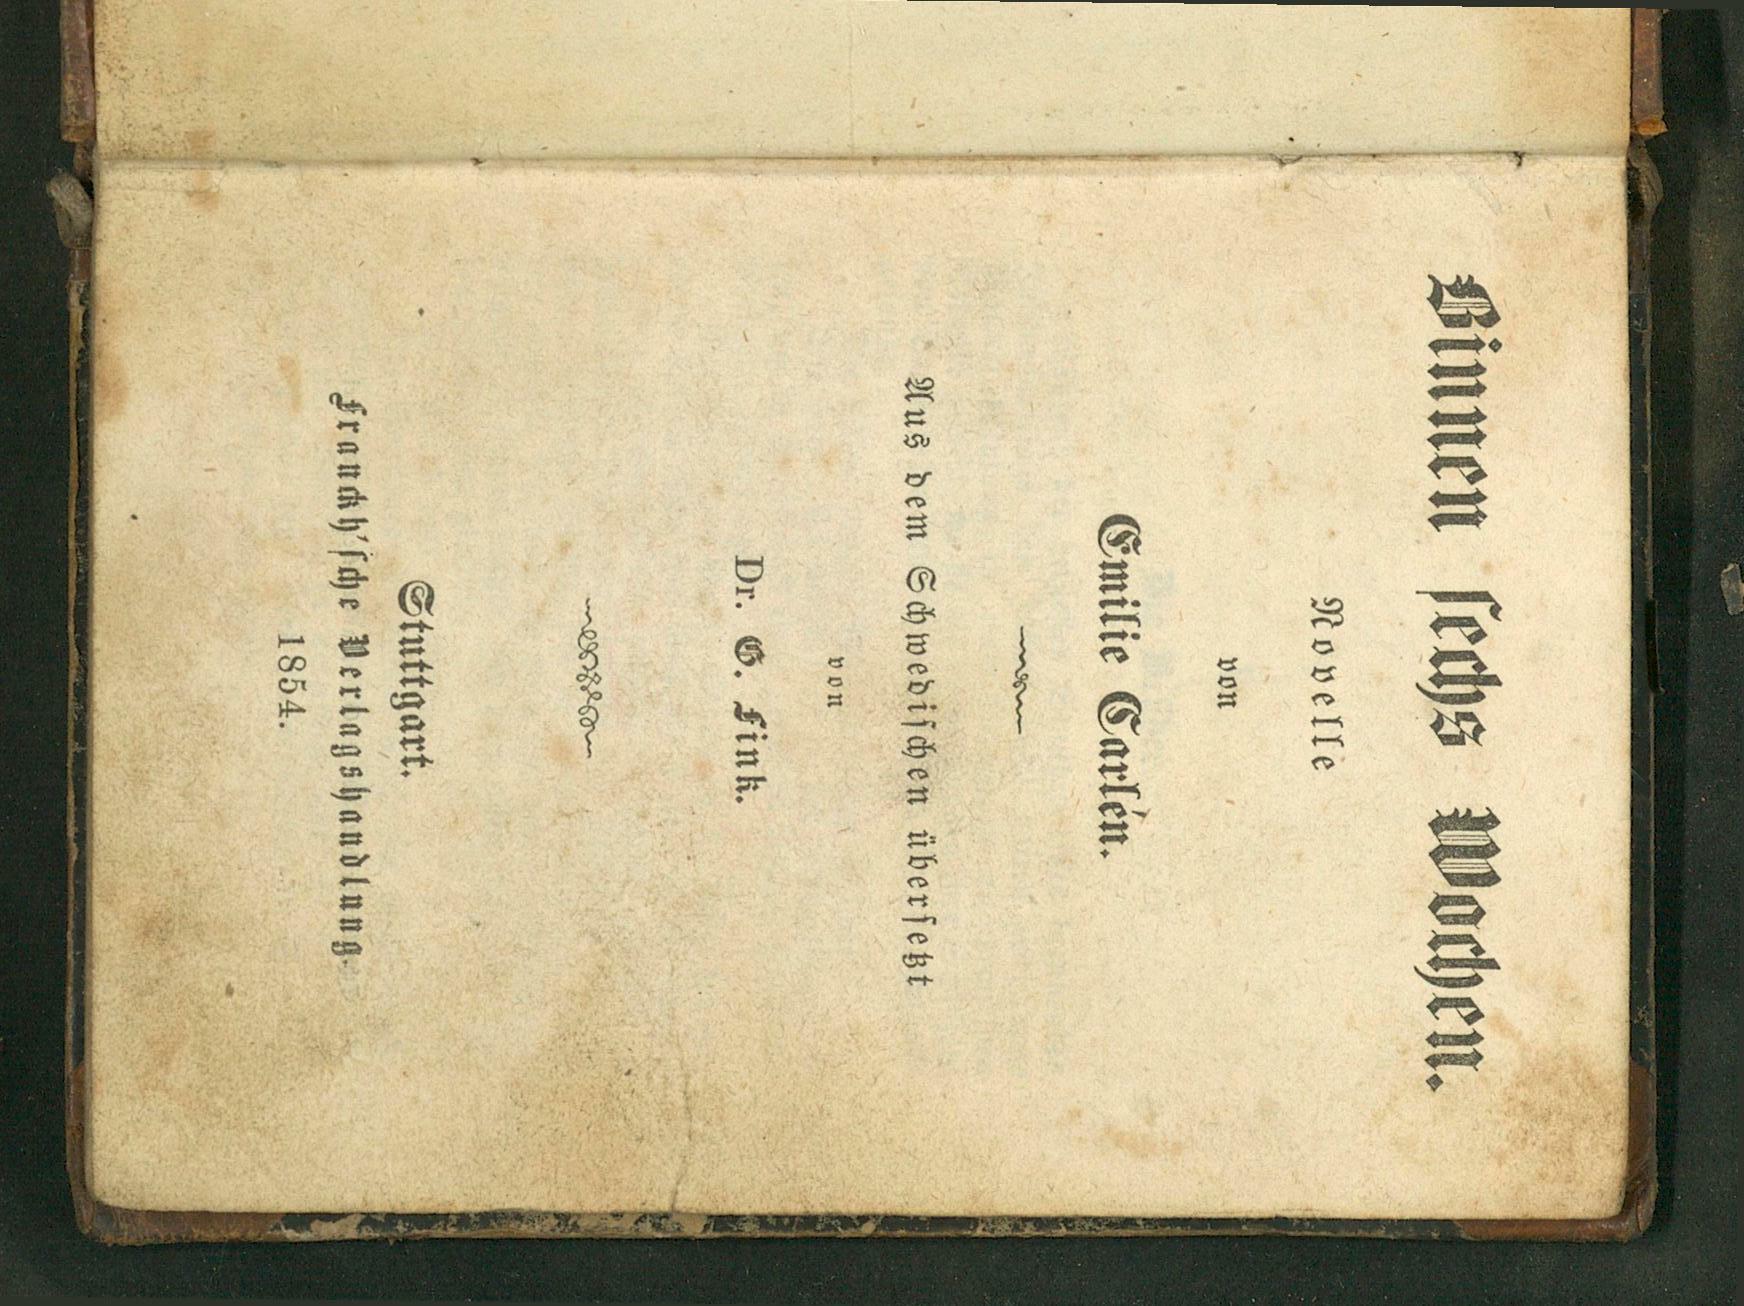 Binnen sechs Wochen.
Novelle
von
Emilie Carlén.
Aus dem Schwedischen übersetzt
von
Dr. G. Fink.
Stuttgart.
Franckh'sche Verlagshandlung.
1854.